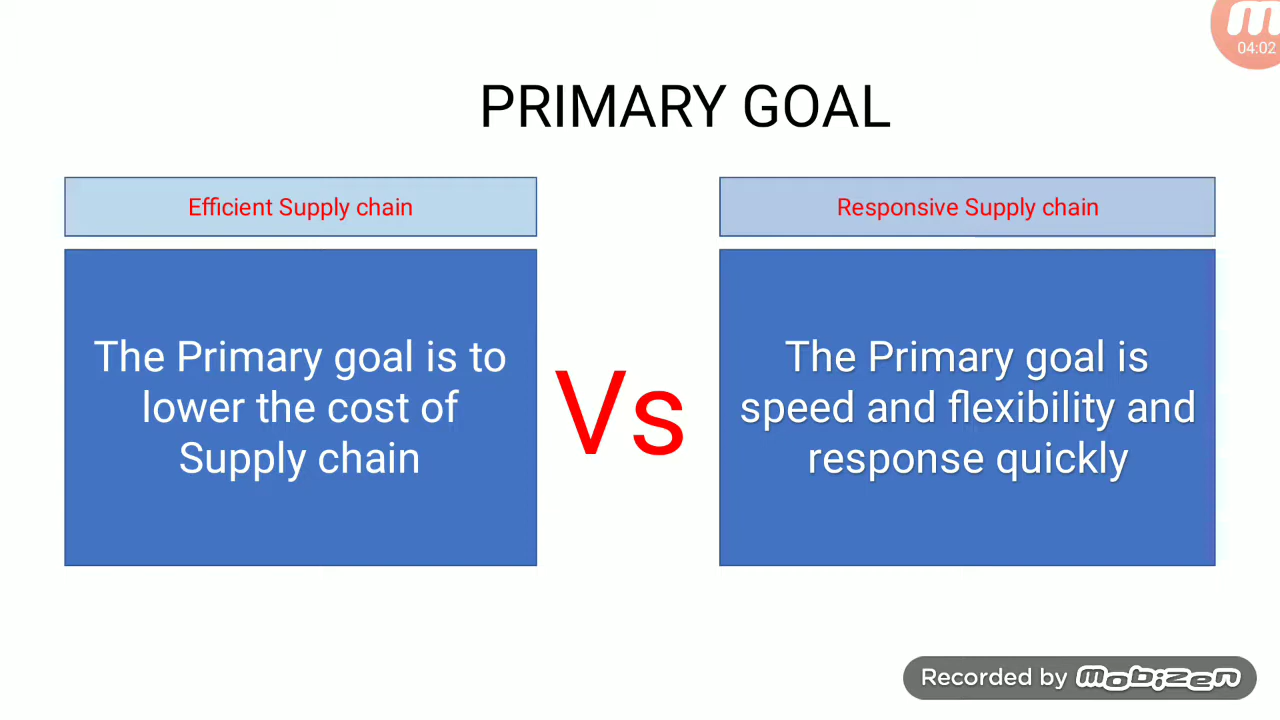 04:02
PRIMARY GOAL
Efficient Supply chain
The Primary goal is to
lower the cost of
Supply chain
Vs
Responsive Supply chain
The Primary goal is
speed and flexibility and
response quickly
Recorded by mobizen